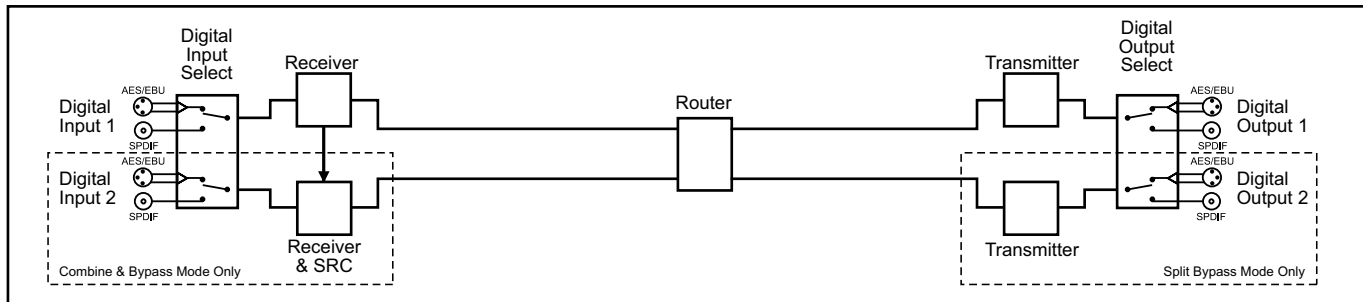 Digital
Input
Select
Receiver
AES/EBU
Digital
Input 1
SPDIF
AES/EBU
Digital
Input 2
SPDIF
Receiver
& SRC
Combine & Bypass Mode Only
Router
Transmitter
Digital
Output
Select
AES/EBU
Digital
Output 1
SPDIF
AES/EBU
Digital
Output 2
SPDIF
Transmitter
Split Bypass Mode Only